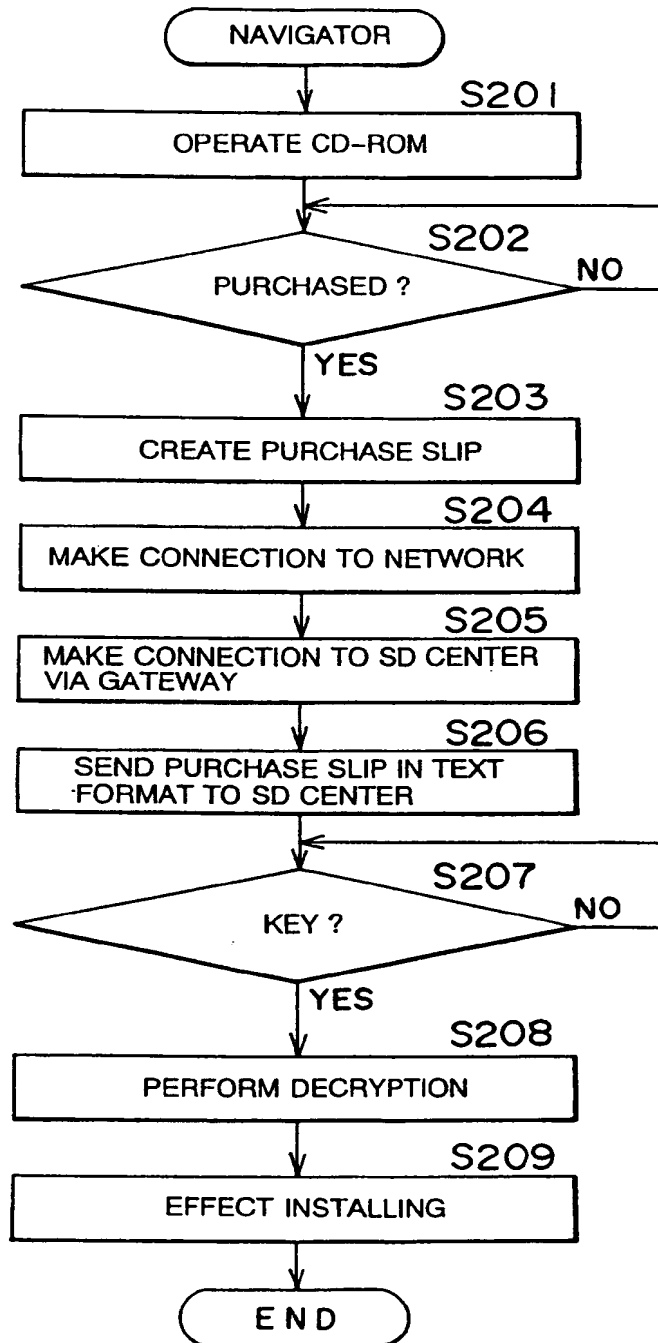 NAVIGATOR
S201
OPERATE CD-ROM
S202
PURCHASED ?
NO
YES
S203
CREATE PURCHASE SLIP
S204
MAKE CONNECTION TO NETWORK
S205
MAKE CONNECTION TO SD CENTER
VIA GATEWAY
S206
SEND PURCHASE SLIP IN TEXT
FORMAT TO SD CENTER
S207
KEY ?
NO
YES
S208
PERFORM DECRYPTION
S209
EFFECT INSTALLING
END